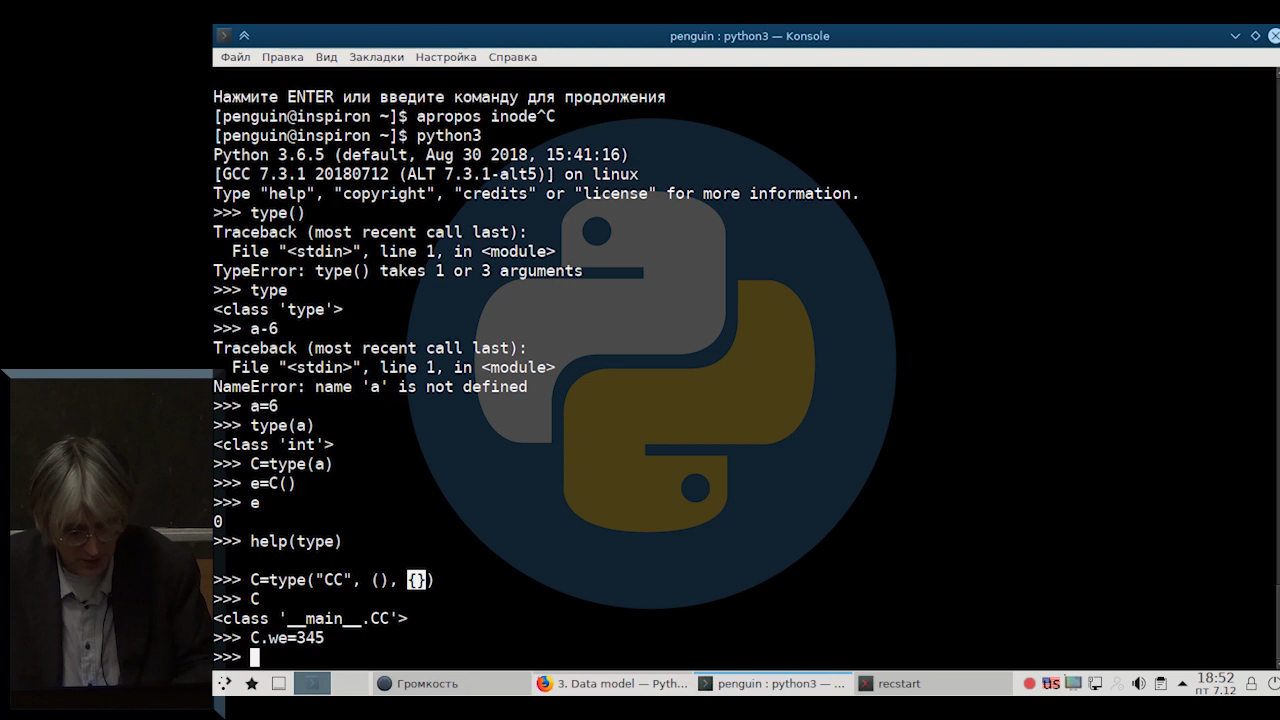 penguin : python3 — Konsole
Файл Правка Вид Закладки Настройка Справка
Нажмите ENTER или введите команду для продолжения
[penguin@inspiron ~]$ apropos inode^C
[penguin@inspiron ~]$ python3
Python 3.6.5 (default, Aug 30 2018, 15:41:16)
[GCC 7.3.1 20180712 (ALT 7.3.1-alt5)] on linux
Type "help", "copyright", "credits" or "license" for more information.
>>> type()
Traceback (most recent call last):
  File "<stdin>", line 1, in <module>
TypeError: type() takes 1 or 3 arguments
>>> type
<class 'type'>
>>> a-6
Traceback (most recent call last):
  File "<stdin>", line 1, in <module>
NameError: name 'a' is not defined
>>> a=6
>>> type(a)
<class 'int'>
>>> C=type(a)
>>> e=C()
>>> e
0
>>> help(type)
>>> C=type("CC", (), {})
>>> C
<class '__main__.CC'>
>>> C.we=345
>>>
Громкость 3. Data model — Pyth... penguin : python3 — ... recstart us 18:52
пт 7.12